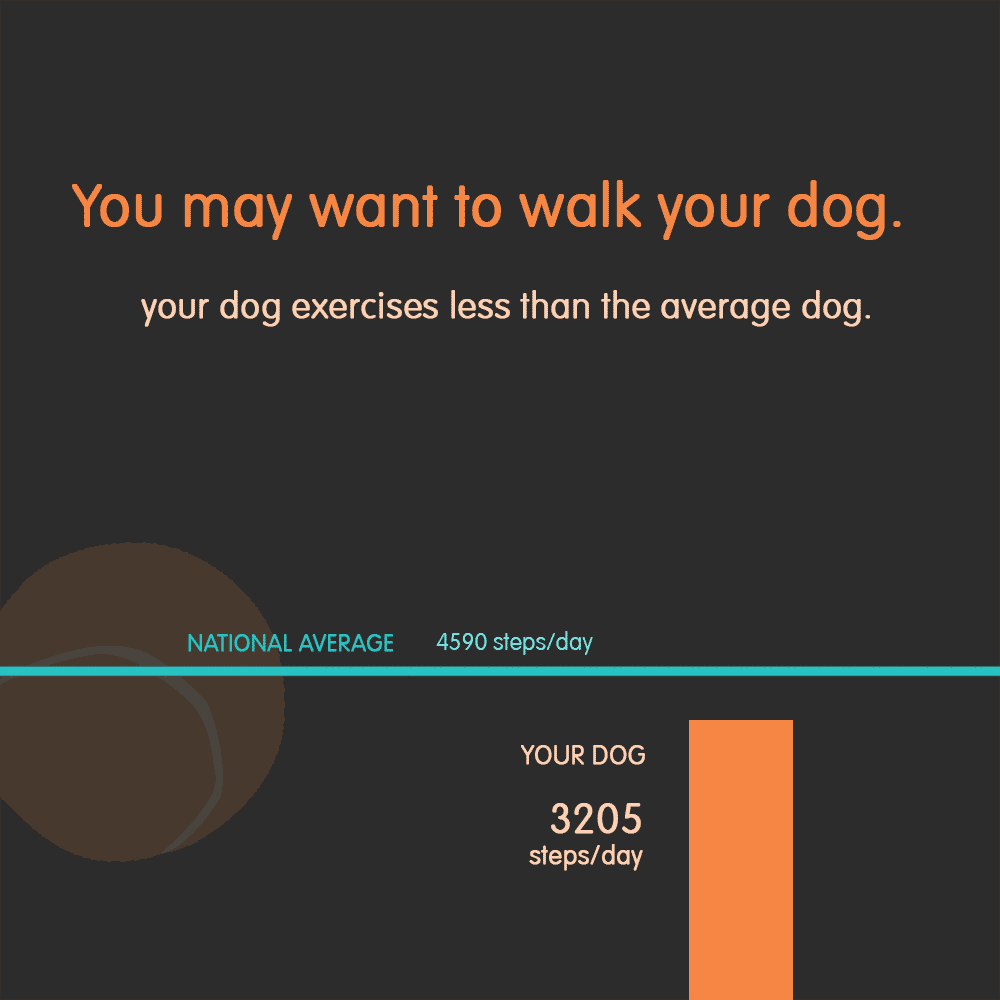 You may want to walk your dog.
your dog exercises less than the average dog.
NATIONAL AVERAGE 4590 steps/day
YOUR DOG
3205
steps/day